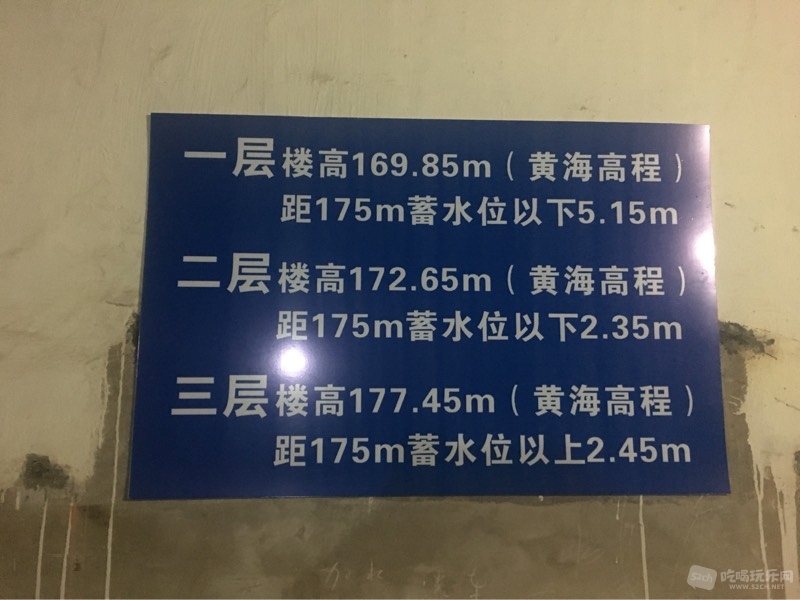 一层楼高169.85m（黄海高程）
距175m蓄水位以下5.15m
二层楼高172.65m（黄海高程）
距175m蓄水位以下2.35m
三层楼高177.45m（黄海高程）
距175m蓄水位以上2.45m
52ch 吃喝玩乐网
WWW.52CH.NET